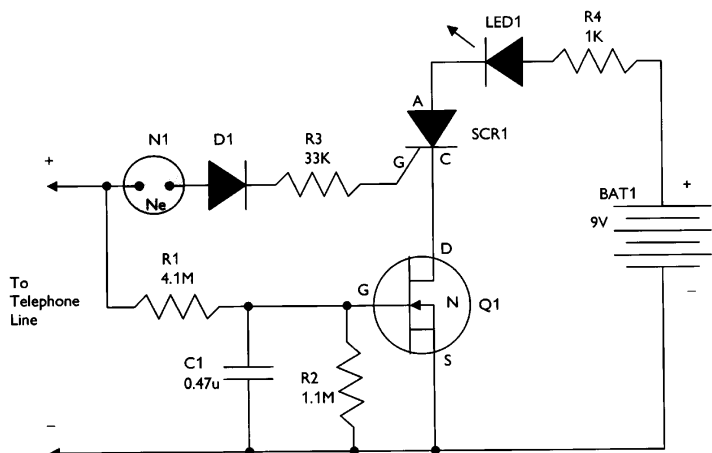 LED1
R4
1K
A
SCR1
N1
D1
R3
33K
G
C
+
Ne
BAT1
+
9V
D
R1
4.1M
G
N
Q1
To
Telephone
Line
–
S
C1
0.47u
R2
1.1M
–